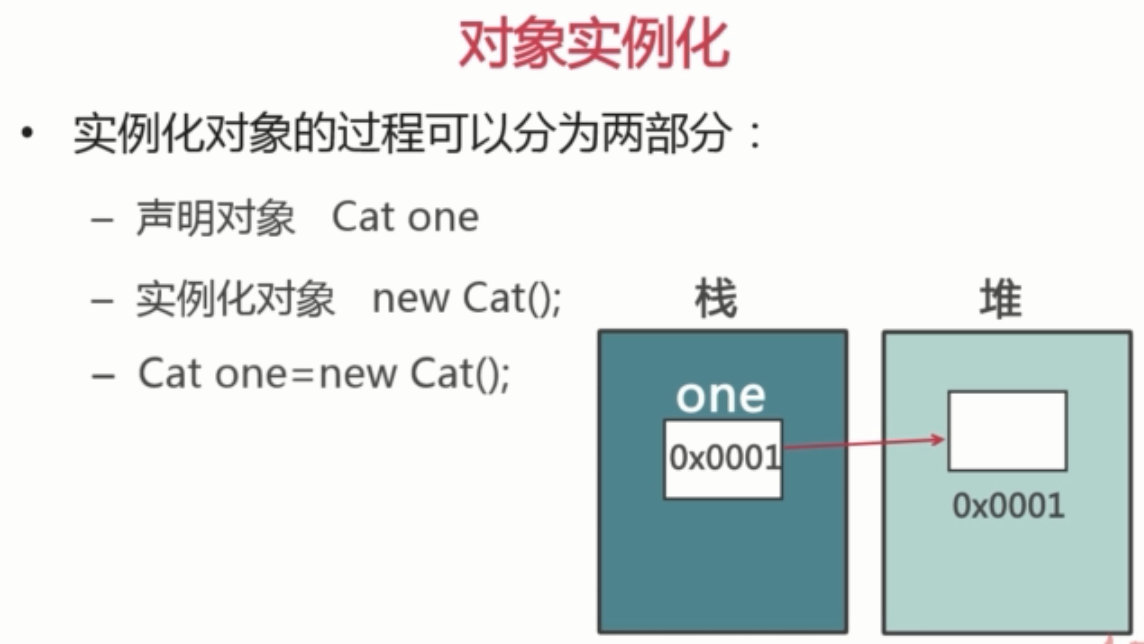 对象实例化
• 实例化对象的过程可以分为两部分：
– 声明对象 Cat one
– 实例化对象 new Cat();
– Cat one=new Cat();
栈 堆
one
0x0001
0x0001